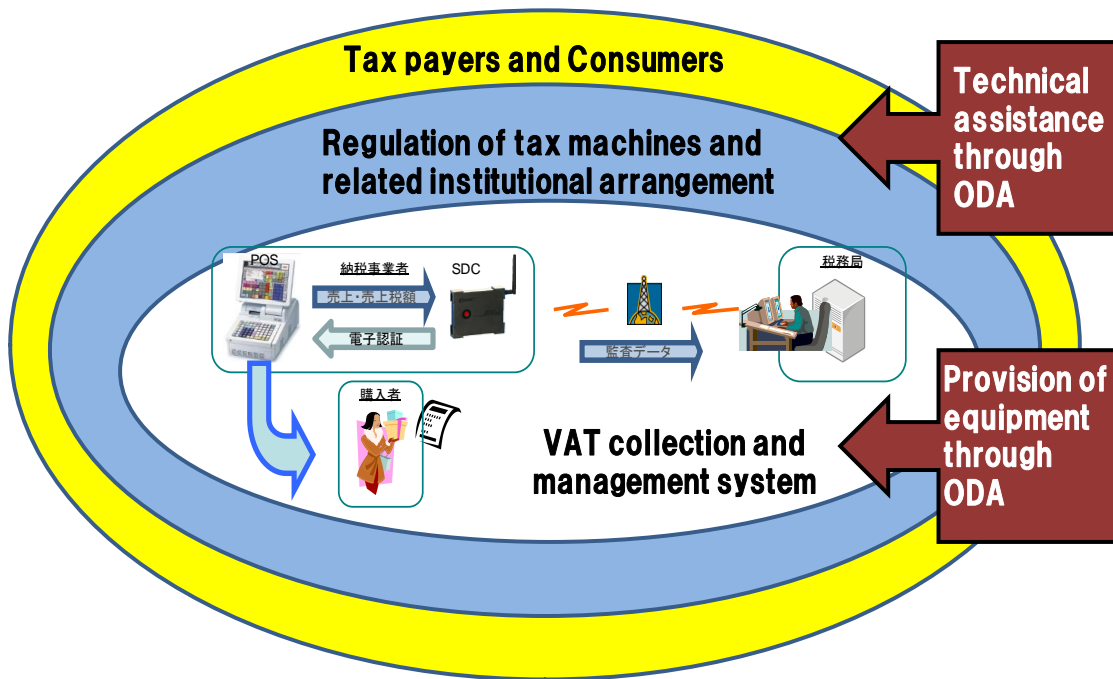 Tax payers and Consumers
Regulation of tax machines and
related institutional arrangement
Technical
assistance
through
ODA
POS
納税事業者
SDC
売上・売上税額
電子認証
監査データ
税務局
購入者
VAT collection and
management system
Provision of
equipment
through
ODA